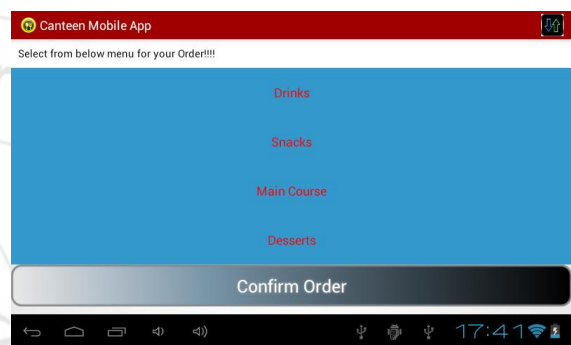 Canteen Mobile App
Select from below menu for your Order!!!!
Drinks
Snacks
Main Course
Desserts
Confirm Order
17:41